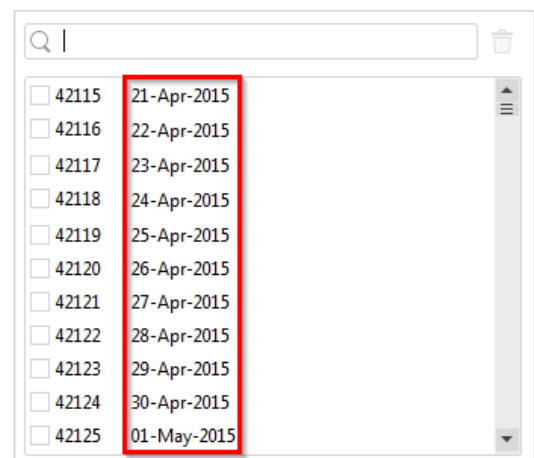 42115 21-Apr-2015
42116 22-Apr-2015
42117 23-Apr-2015
42118 24-Apr-2015
42119 25-Apr-2015
42120 26-Apr-2015
42121 27-Apr-2015
42122 28-Apr-2015
42123 29-Apr-2015
42124 30-Apr-2015
42125 01-May-2015